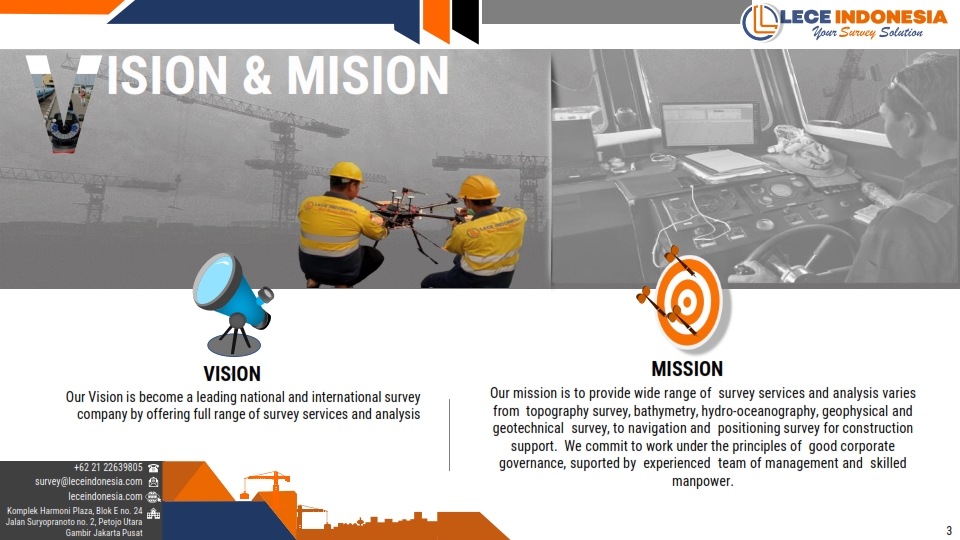 LECE INDONESIA
Your Survey Solution
VISION & MISION
LECE INDONESIA
LECE INDONESIA
VISION
Our Vision is become a leading national and international survey
company by offering full range of survey services and analysis
MISSION
Our mission is to provide wide range of survey services and analysis varies
from topography survey, bathymetry, hydro-oceanography, geophysical and
geotechnical survey, to navigation and positioning survey for construction
support. We commit to work under the principles of good corporate
governance, suported by experienced team of management and skilled
manpower.
+62 21 22639805
survey@leceindonesia.com
leceindonesia.com
Komplek Harmoni Plaza, Blok E no. 24
Jalan Suryopranoto no. 2, Petojo Utara
Gambir Jakarta Pusat
3